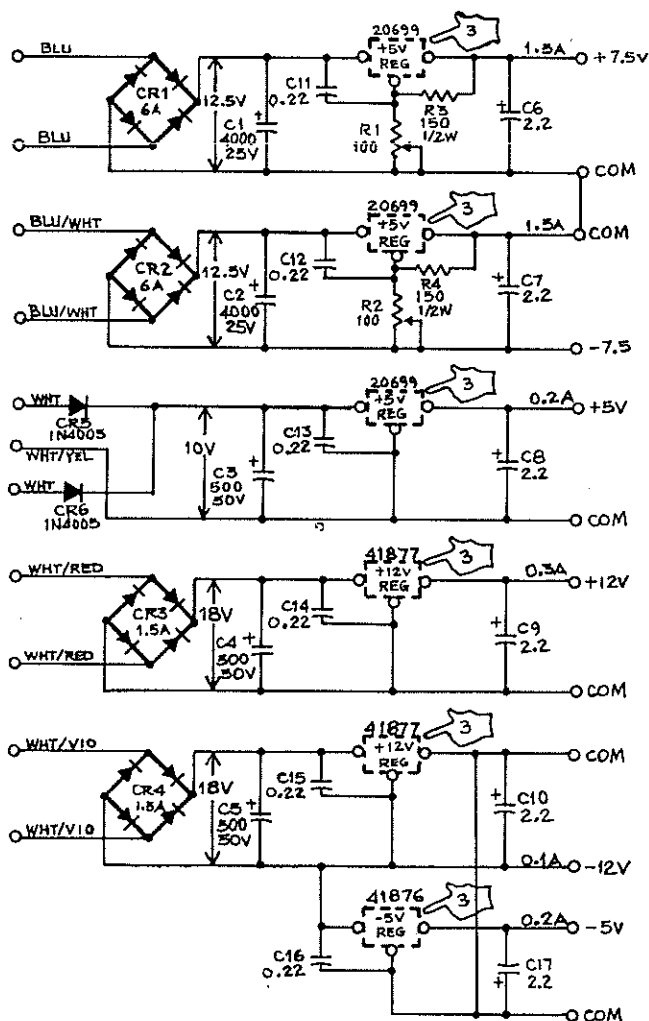 BLU
CR1
6A
BLU
12.5V
+
C1
4000
25V
C11
0.22
20699
+5V
REG
3
R1
100
R3
150
1/2W
1.5A
+7.5V
+
C6
2.2
COM
BLU/WHT
CR2
6A
BLU/WHT
12.5V
+
C2
4000
25V
C12
0.22
20699
+5V
REG
3
R2
100
R4
150
1/2W
1.5A
COM
+
C7
2.2
-7.5
WHT
CR5
1N4005
WHT/YEL
WHT
CR6
1N4005
10V
+
C3
500
50V
C13
0.22
20699
+5V
REG
3
0.2A
+5V
+
C8
2.2
COM
WHT/RED
CR3
1.5A
WHT/RED
18V
C4
500
50V
+
C14
0.22
41877
+12V
REG
3
0.3A
+12V
+
C9
2.2
COM
WHT/VIO
CR4
1.5A
WHT/VIO
18V
C5
500
50V
+
C15
0.22
41877
+12V
REG
3
COM
+
C10
2.2
0.1A
-12V
C16
0.22
41876
-5V
REG
3
0.2A
-5V
C17
2.2
+
COM